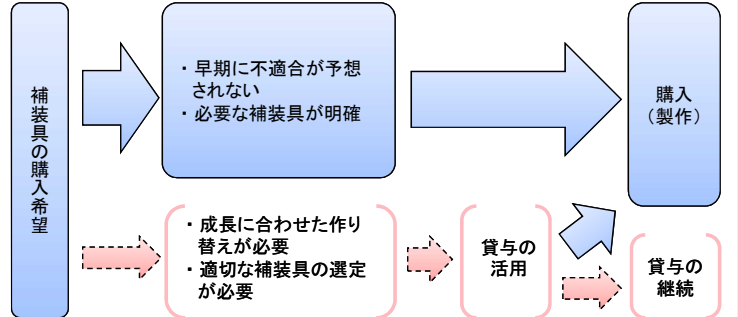 補装具の購入希望
・早期に不適合が予想
されない
・必要な補装具が明確
購入
（製作）
・成長に合わせた作り
替えが必要
・適切な補装具の選定
が必要
貸与の
活用
貸与の
継続